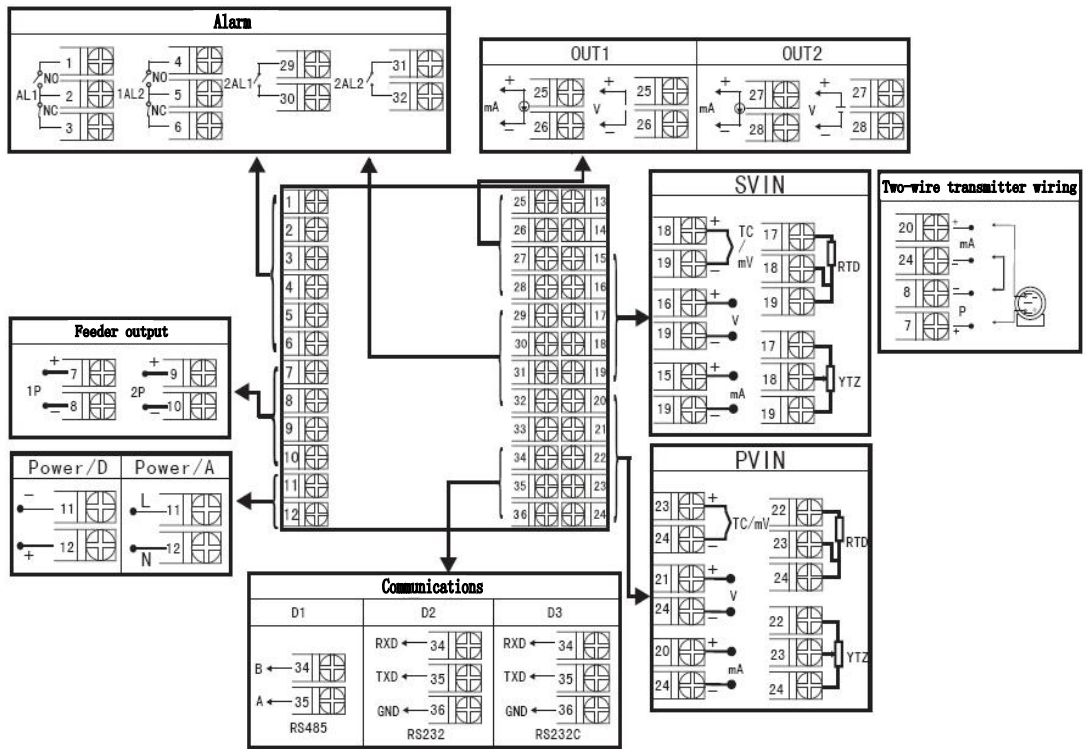 Alarm
1 NO 2 NC 3 AL1
4 NO 5 NC 6 1AL2
29 30 2AL1
31 32 2AL2
OUT1 OUT2
+ mA - 25 26
+ V - 25 26
+ mA - 27 28
+ V - 27 28
Feeder output
+ 7 1P - 8
+ 9 2P - 10
Power/D Power/A
- 11 L 11
+ 12 N 12
1 25 13
2 26 14
3 27 15
4 28 16
5 29 17
6 30 18
7 31 19
8 32 20
9 33 21
10 34 22
11 35 23
12 36 24
SVIN
18 + TC / mV 19 -
17 18 19 RTD
16 + V 19 -
15 + mA 19 -
17 18 19 YTZ
Two-wire transmitter wiring
20 + mA
24 -
8 - P
7 +
PVIN
23 + TC/mV 24 -
22 23 24 RTD
21 + V 24 -
20 + mA 24 -
22 23 24 YTZ
Communications
D1 D2 D3
B 34
A 35
RS485
RXD 34
TXD 35
GND 36
RS232
RXD 34
TXD 35
GND 36
RS232C